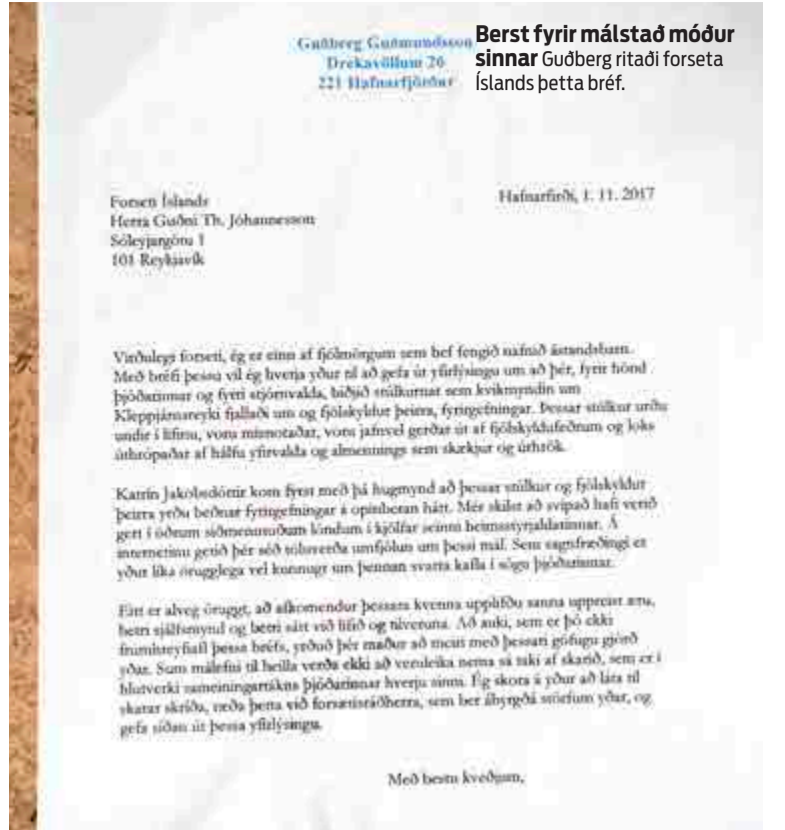 Guðberg Guðmundsson
Drekavöllum 26
221 Hafnarfjörður
Berst fyrir málstað móður
sinnar Guðberg ritaði forseta
Íslands þetta bréf.
Forseti Íslands
Herra Guðni Th. Jóhannesson
Sóleyjargötu 1
101 Reykjavík
Hafnarfirði, 1. 11. 2017
Virðulegi forseti, ég er einn af fjölmörgum sem hef fengið nafnið ástandsbarn.
Með bréfi þessu vil ég hvetja yður til að gefa út yfirlýsingu um að þér, fyrir hönd
þjóðarinnar og fyrri stjórnvalda, biðjið stúlkurnar sem kvikmyndin um
Kleppjárnsreyki fjallaði um og fjölskyldur þeirra, fyrirgefningar. Þessar stúlkur urðu
undir í lífinu, voru misnotaðar, voru jafnvel gerðar út af fjölskyldufeðrum og loks
úthrópaðar af hálfu yfirvalda og almennings sem skækjur og úrhrök.
Katrín Jakobsdóttir kom fyrst með þá hugmynd að þessar stúlkur og fjölskyldur
þeirra yrðu beðnar fyrirgefningar á opinberan hátt. Mér skilst að svipað hafi verið
gert í öðrum siðmenntuðum löndum í kjölfar seinni heimsstyrjaldarinnar. Á
internetinu getið þér séð töluverða umfjöllun um þessi mál. Sem sagnfræðingi er
yður líka örugglega vel kunnugt um þennan svarta kafla í sögu þjóðarinnar.
Eitt er alveg öruggt, að afkomendur þessara kvenna upplifðu sanna uppreist æru,
betri sjálfsmynd og betri sátt við lífið og tilveruna. Að auki, sem er þó ekki
frumhreyfiafl þessa bréfs, yrðuð þér maður að meiri með þessari göfugu gjörð
yðar. Sum málefni til heilla verða ekki að veruleika nema sá taki af skarið, sem er í
hlutverki sameiningartákns þjóðarinnar hverju sinni. Ég skora á yður að láta til
skarar skríða, ræða þetta við forsætisráðherra, sem ber ábyrgð á störfum yðar, og
gefa síðan út þessa yfirlýsingu.
Með bestu kveðjum,